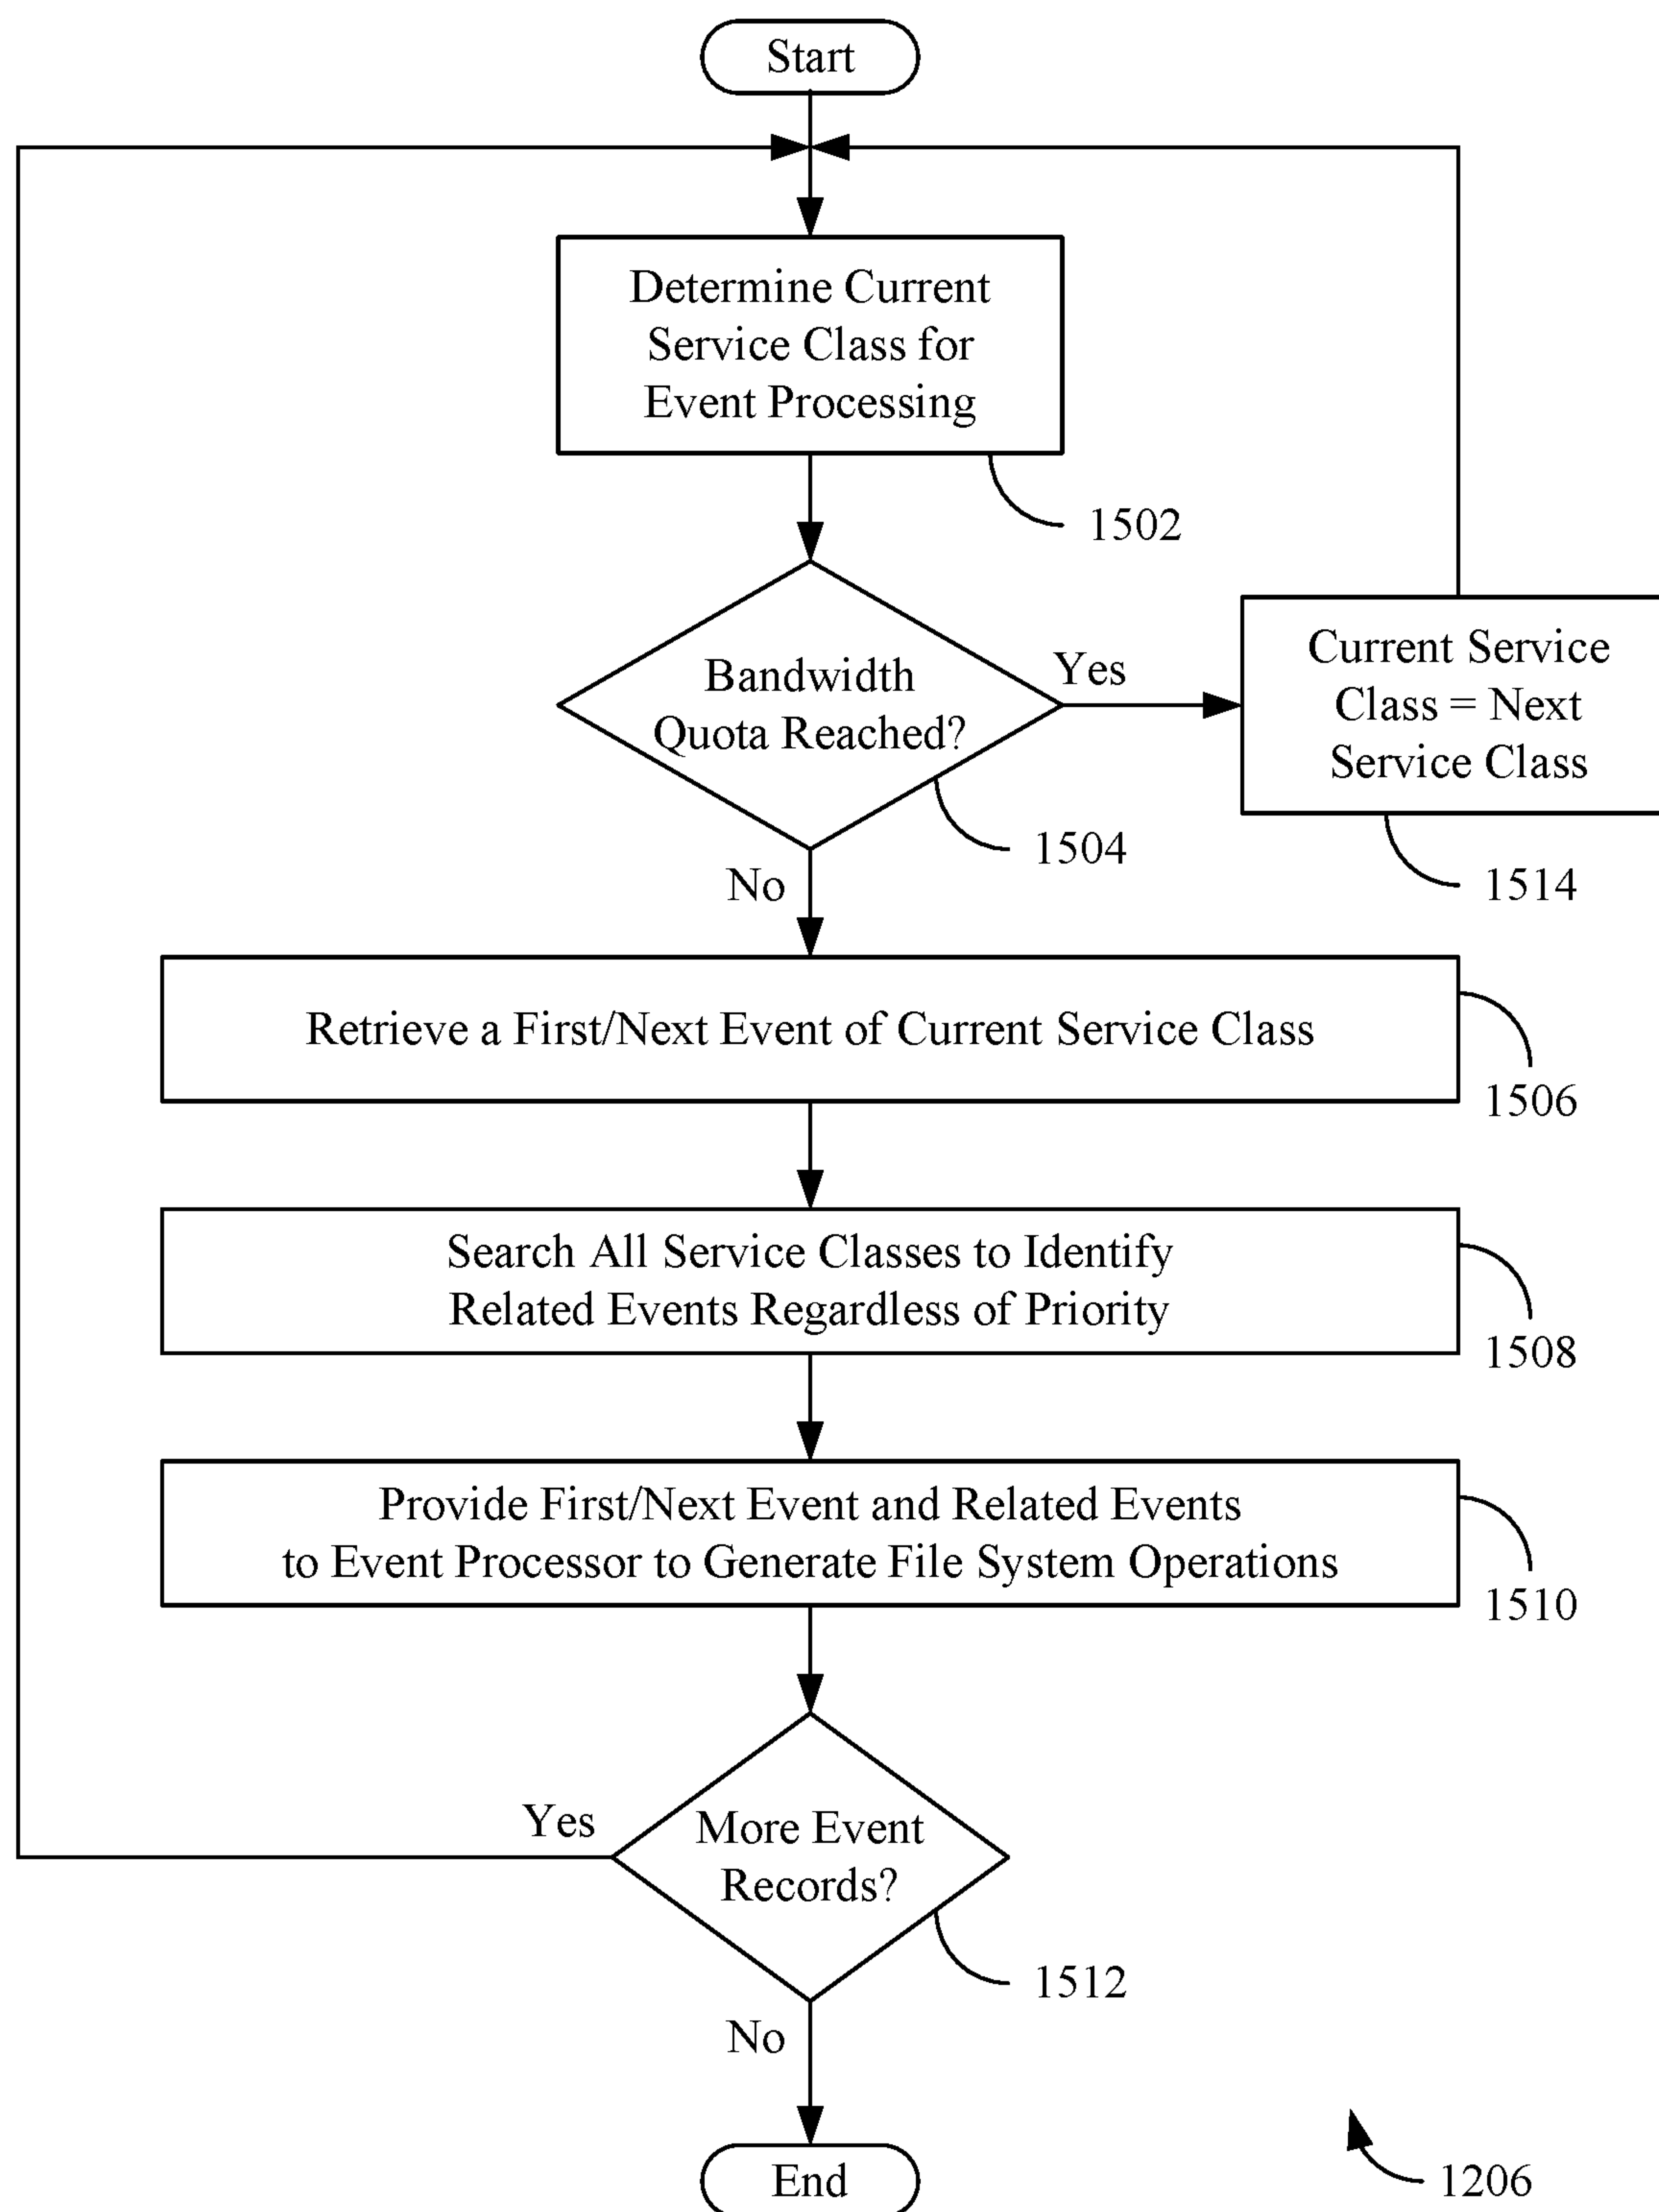 Start
Determine Current
Service Class for
Event Processing
1502
Bandwidth
Quota Reached?
Yes
1504
Current Service
Class = Next
Service Class
1514
No
Retrieve a First/Next Event of Current Service Class
1506
Search All Service Classes to Identify
Related Events Regardless of Priority
1508
Provide First/Next Event and Related Events
to Event Processor to Generate File System Operations
1510
Yes
More Event
Records?
1512
No
End
1206